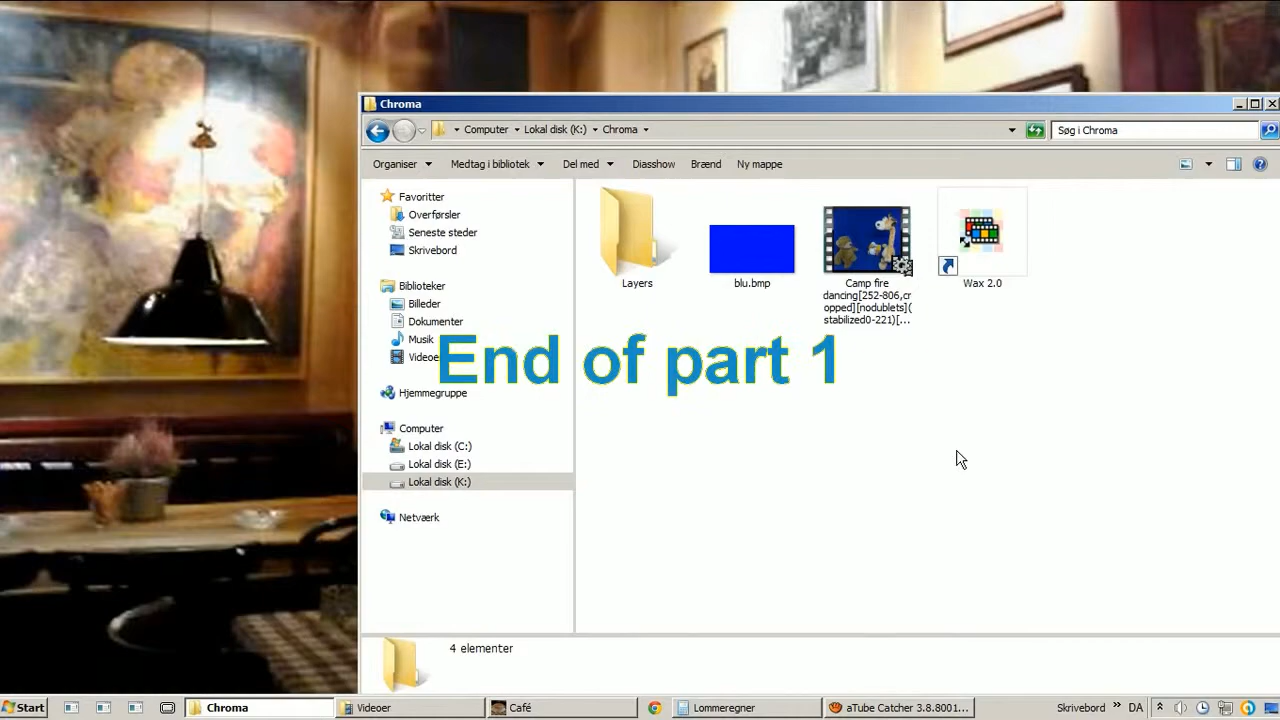 Chroma
Computer Lokal disk (K:) Chroma
Søg i Chroma
Organiser Medtag i bibliotek Del med Diasshow Brænd Ny mappe
Favoritter
Overførsler
Seneste steder
Skrivebord
Biblioteker
Billeder
Dokumenter
Musik
Videoer
Hjemmegruppe
Computer
Lokal disk (C:)
Lokal disk (E:)
Lokal disk (K:)
Netværk
Layers
blu.bmp
Camp fire
dancing[252-806,cr
opped][nodublets](
stabilized0-221)[...
Wax 2.0
End of part 1
4 elementer
Start
Chroma
Videoer
Café
Lommeregner
aTube Catcher 3.8.8001...
Skrivebord
DA